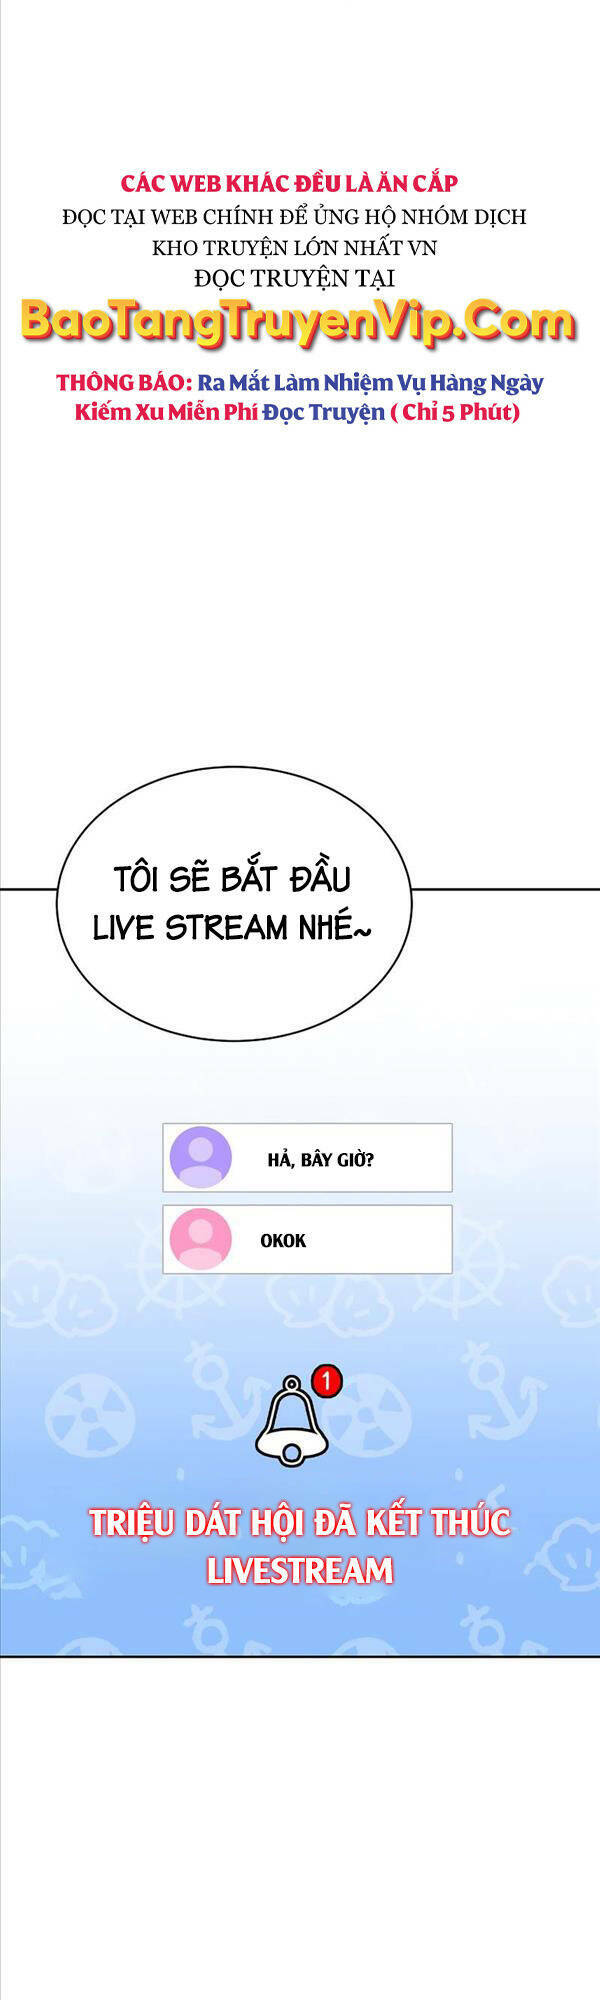 CÁC WEB KHÁC ĐỀU LÀ ĂN CẮP
ĐỌC TẠI WEB CHÍNH ĐỂ ỦNG HỘ NHÓM DỊCH
KHO TRUYỆN LỚN NHẤT VN
ĐỌC TRUYỆN TẠI
BaoTangTruyenVip.Com
THÔNG BÁO: Ra Mắt Làm Nhiệm Vụ Hàng Ngày
Kiếm Xu Miễn Phí Đọc Truyện ( Chỉ 5 Phút)
TÔI SẼ BẮT ĐẦU
LIVE STREAM NHÉ~
HẢ, BÂY GIỜ?
OKOK
1
TRIỆU DÁT HỘI ĐÃ KẾT THÚC
LIVESTREAM